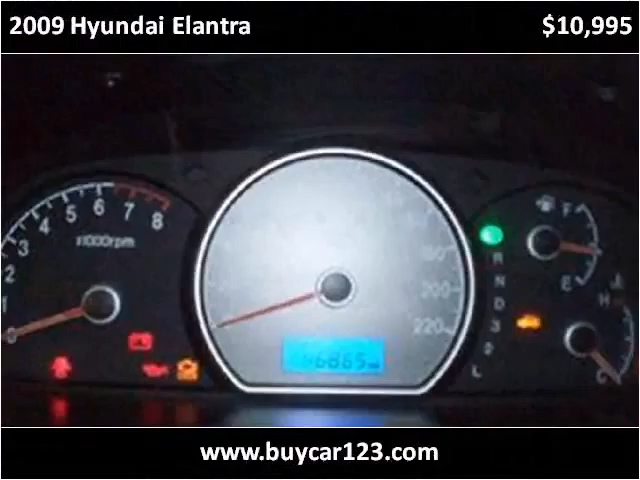 2009 Hyundai Elantra $10,995
3 4 5 6 7 8
2
1
0
x1000rpm
200
220
46865
F
E
H
C
R
N
D
3
2
L
www.buycar123.com